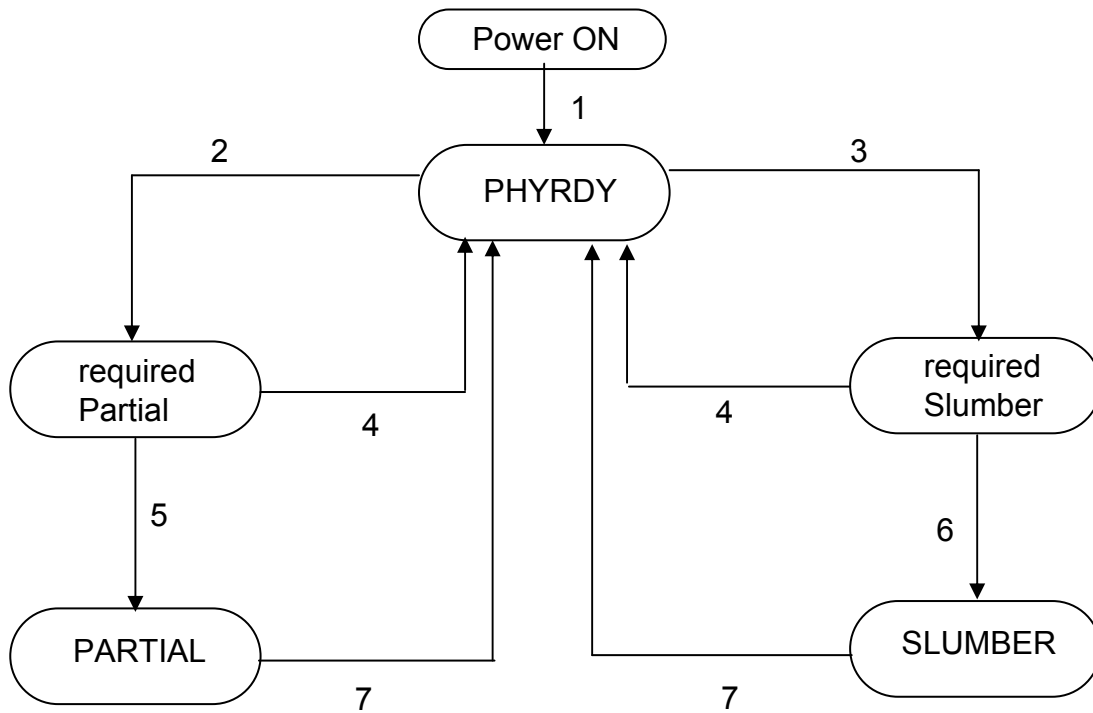 Power ON
1
2
3
PHYRDY
required
Partial
required
Slumber
4
4
5
6
PARTIAL
SLUMBER
7
7